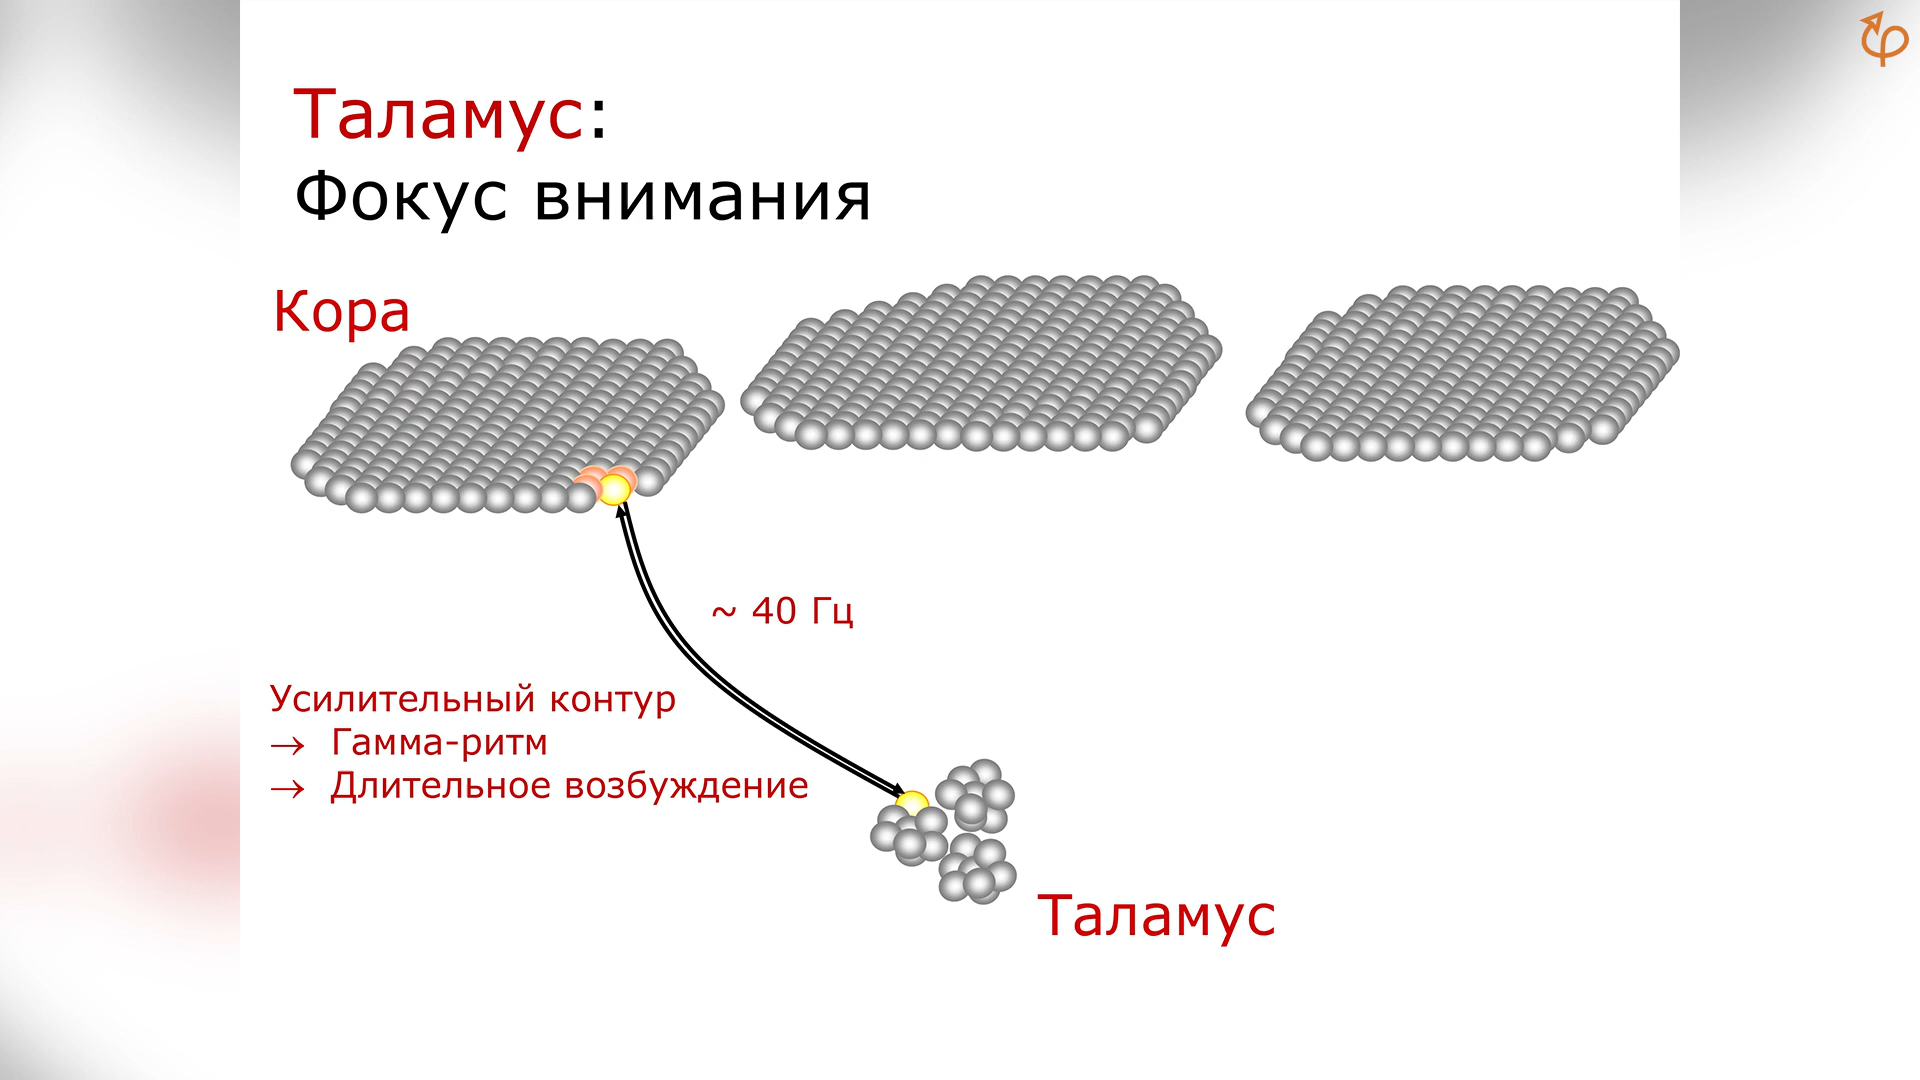 Таламус:
Фокус внимания
Кора
~ 40 Гц
Усилительный контур
→ Гамма-ритм
→ Длительное возбуждение
Таламус